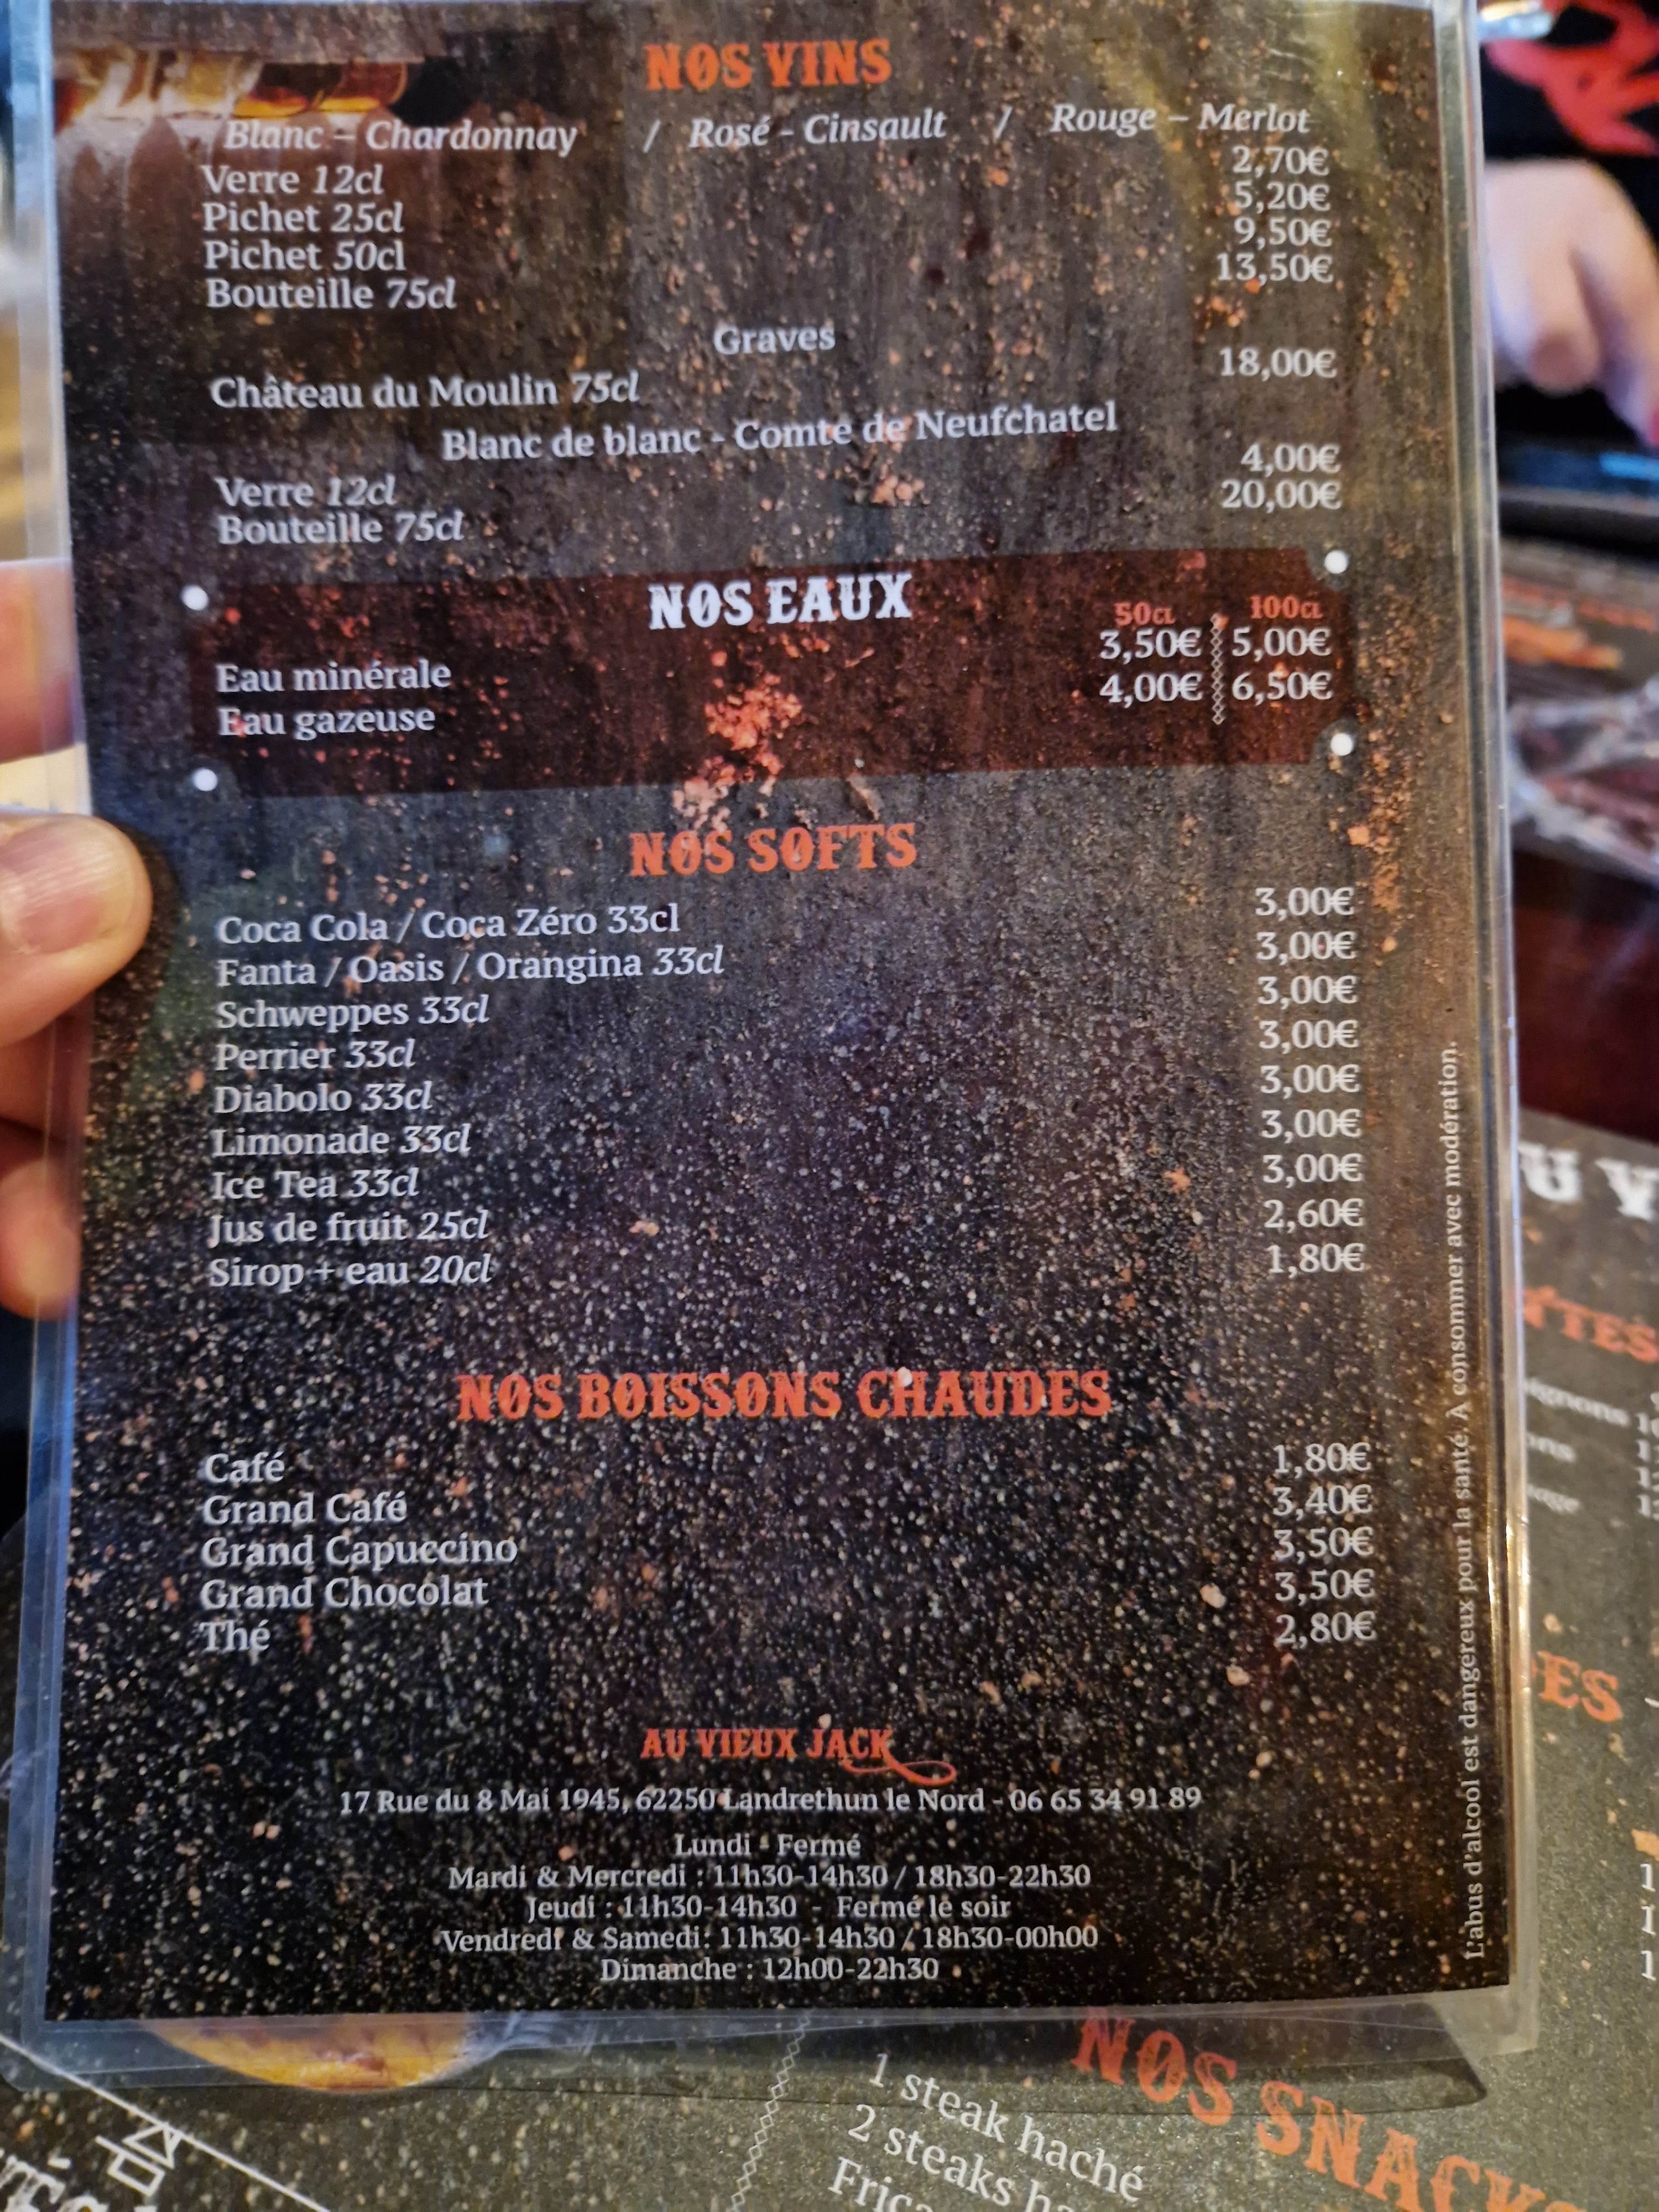 NOS VINS
Blanc – Chardonnay / Rosé - Cinsault / Rouge – Merlot
Verre 12cl 2,70€
Pichet 25cl 5,20€
Pichet 50cl 9,50€
Bouteille 75cl 13,50€
Graves
Château du Moulin 75cl 18,00€
Blanc de blanc - Comte de Neufchatel
Verre 12cl 4,00€
Bouteille 75cl 20,00€
NOS EAUX
50CL 100CL
Eau minérale 3,50€ 5,00€
Eau gazeuse 4,00€ 6,50€
NOS SOFTS
Coca Cola / Coca Zéro 33cl 3,00€
Fanta / Oasis / Orangina 33cl 3,00€
Schweppes 33cl 3,00€
Perrier 33cl 3,00€
Diabolo 33cl 3,00€
Limonade 33cl 3,00€
Ice Tea 33cl 3,00€
Jus de fruit 25cl 2,60€
Sirop + eau 20cl 1,80€
NOS BOISSONS CHAUDES
Café 1,80€
Grand Café 3,40€
Grand Capuccino 3,50€
Grand Chocolat 3,50€
Thé 2,80€
AU VIEUX JACK
17 Rue du 8 Mai 1945, 62250 Landrethun le Nord - 06 65 34 91 89
Lundi - Fermé
Mardi & Mercredi : 11h30-14h30 / 18h30-22h30
Jeudi : 11h30-14h30 - Fermé le soir
Vendredi & Samedi: 11h30-14h30 / 18h30-00h00
Dimanche : 12h00-22h30
L'abus d'alcool est dangereux pour la santé. À consommer avec modération.
NOS SNACKS
1 steak haché
2 steaks